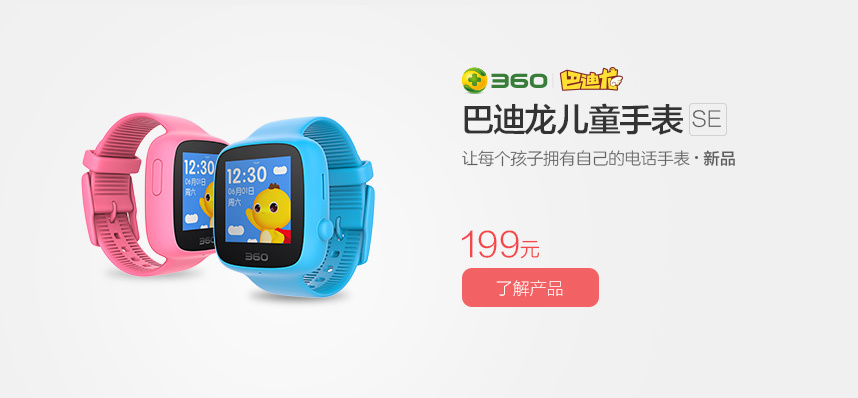 360 巴迪龙
巴迪龙儿童手表 SE
让每个孩子拥有自己的电话手表·新品
199元
了解产品
12:30
06月01日
周六
12:30
06月01日
周六
360